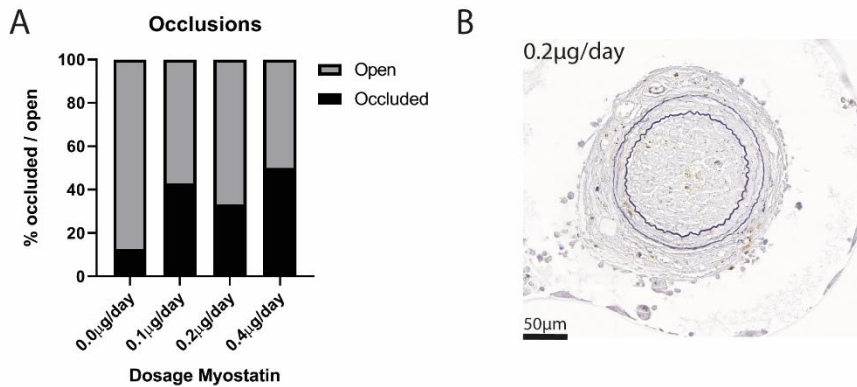 A
Occlusions
% occluded / open
100
80
60
40
20
0
0.0µg/day
0.1µg/day
0.2µg/day
0.4µg/day
Dosage Myostatin
Open
Occluded
B
0.2µg/day
50µm